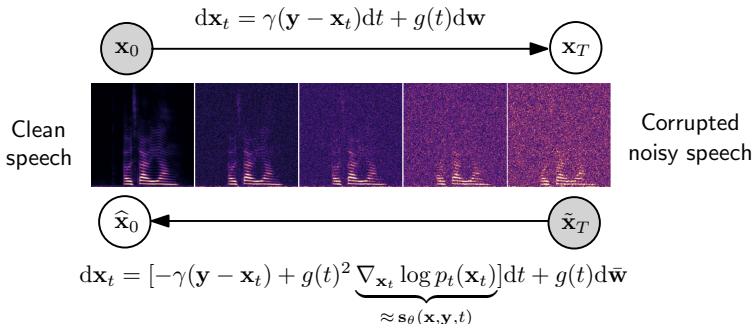 dx_t = γ(y − x_t)dt + g(t)dw
x_0
x_T
Clean speech
Corrupted noisy speech
x̂_0
x̃_T
dx_t = [−γ(y − x_t) + g(t)² ∇_{x_t} log p_t(x_t)]dt + g(t)dw̄
≈ s_θ(x,y,t)